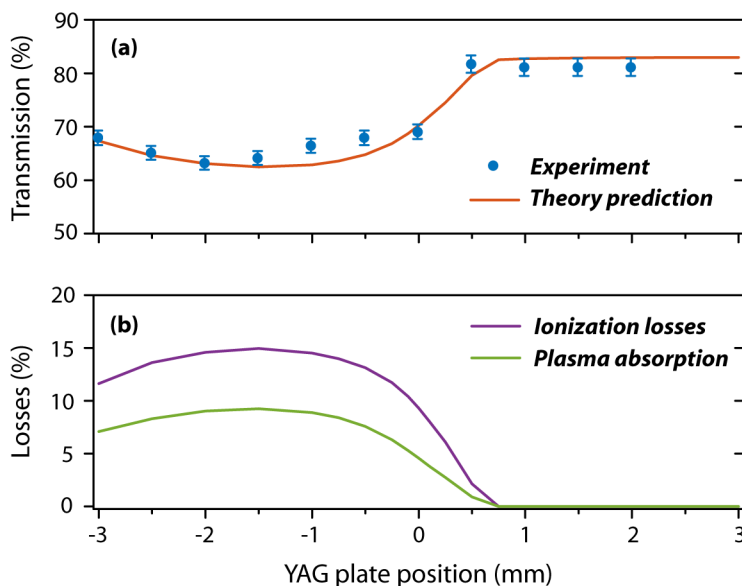 90
80
70
60
50
Transmission (%)
(a)
Experiment
Theory prediction
20
15
10
5
0
Losses (%)
(b)
Ionization losses
Plasma absorption
-3 -2 -1 0 1 2 3
YAG plate position (mm)